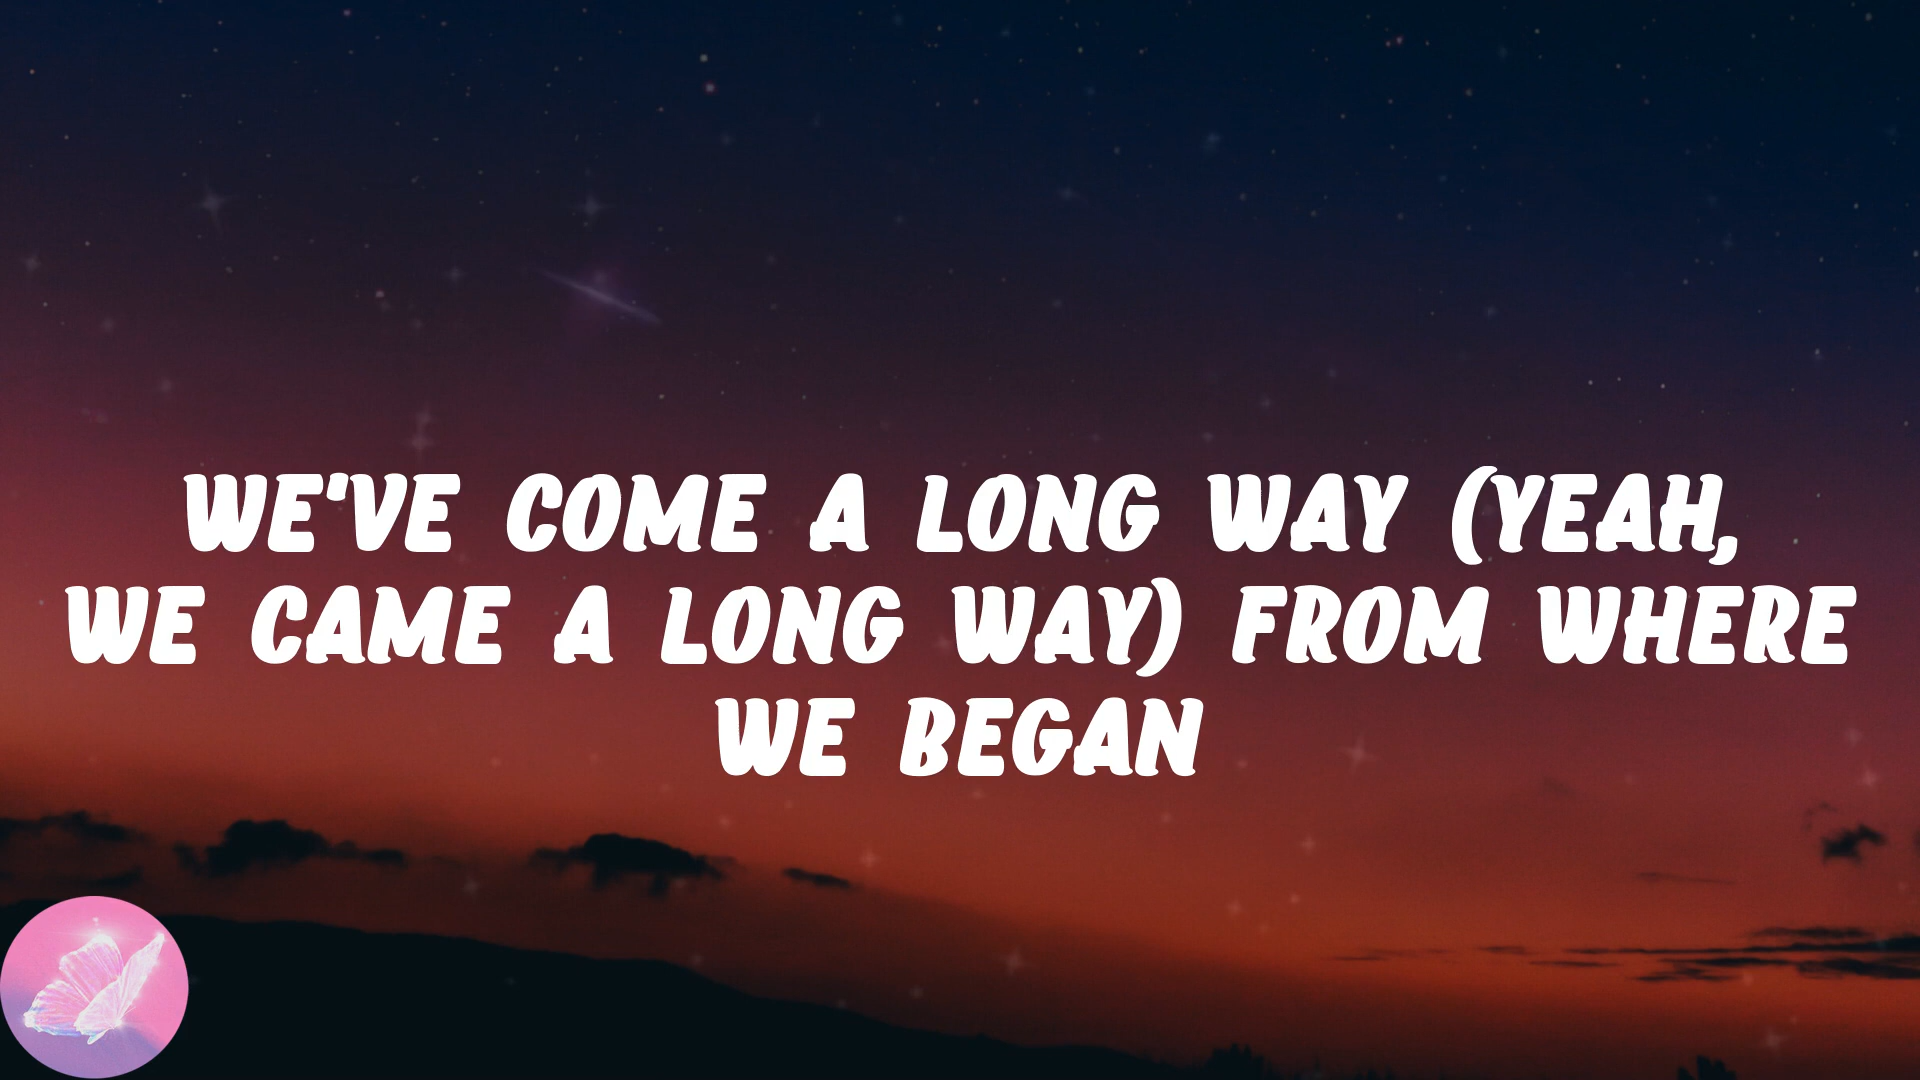 WE'VE COME A LONG WAY (YEAH,
WE CAME A LONG WAY) FROM WHERE
WE BEGAN